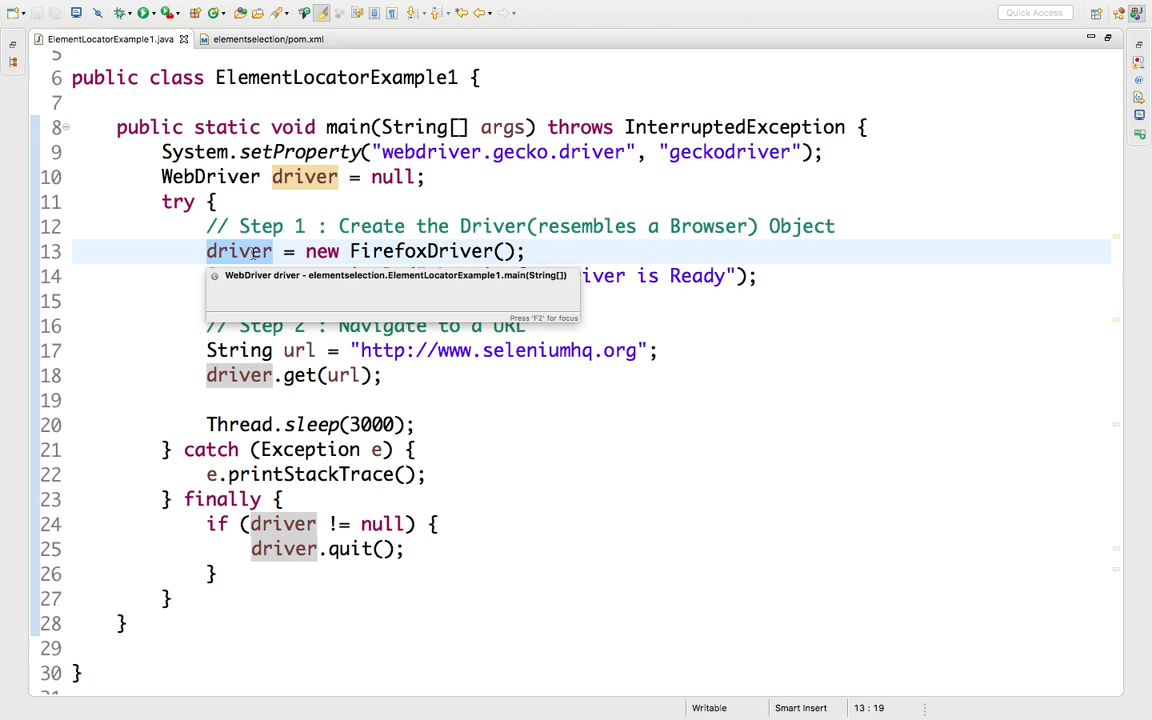 Quick Access
ElementLocatorExample1.java
elementselection/pom.xml
5
6 public class ElementLocatorExample1 {
7
8 public static void main(String[] args) throws InterruptedException {
9 System.setProperty("webdriver.gecko.driver", "geckodriver");
10 WebDriver driver = null;
11 try {
12 // Step 1 : Create the Driver(resembles a Browser) Object
13 driver = new FirefoxDriver();
WebDriver driver - elementselection.ElementLocatorExample1.main(String[])
14 iver is Ready");
15
Press 'F2' for focus
16 // Step 2 : Navigate to a URL
17 String url = "http://www.seleniumhq.org";
18 driver.get(url);
19
20 Thread.sleep(3000);
21 } catch (Exception e) {
22 e.printStackTrace();
23 } finally {
24 if (driver != null) {
25 driver.quit();
26 }
27 }
28 }
29
30 }
Writable
Smart Insert
13 : 19